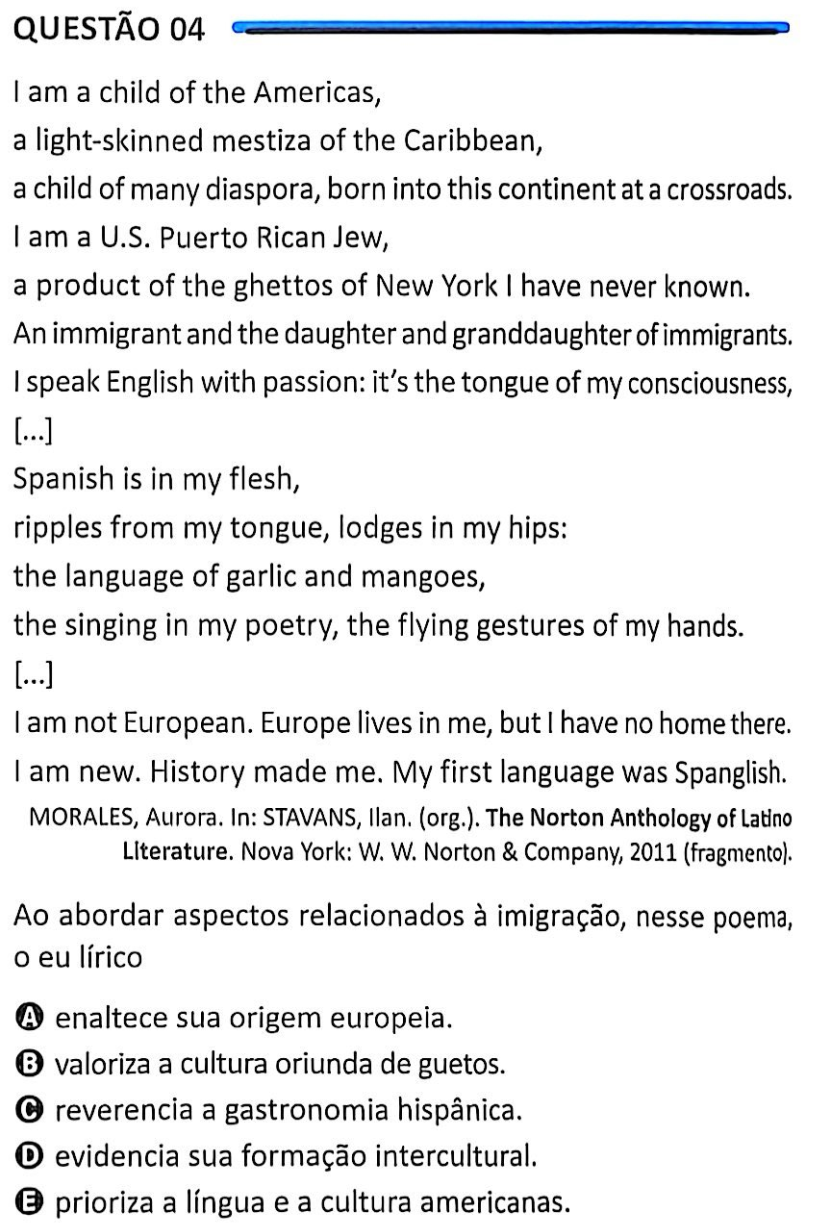 QUESTÃO 04
I am a child of the Americas,
a light-skinned mestiza of the Caribbean,
a child of many diaspora, born into this continent at a crossroads.
I am a U.S. Puerto Rican Jew,
a product of the ghettos of New York I have never known.
An immigrant and the daughter and granddaughter of immigrants.
I speak English with passion: it's the tongue of my consciousness,
[...]
Spanish is in my flesh,
ripples from my tongue, lodges in my hips:
the language of garlic and mangoes,
the singing in my poetry, the flying gestures of my hands.
[...]
I am not European. Europe lives in me, but I have no home there.
I am new. History made me. My first language was Spanglish.
MORALES, Aurora. In: STAVANS, Ilan. (org.). The Norton Anthology of Latino
Literature. Nova York: W. W. Norton & Company, 2011 (fragmento).
Ao abordar aspectos relacionados à imigração, nesse poema,
o eu lírico
A enaltece sua origem europeia.
B valoriza a cultura oriunda de guetos.
C reverencia a gastronomia hispânica.
D evidencia sua formação intercultural.
E prioriza a língua e a cultura americanas.